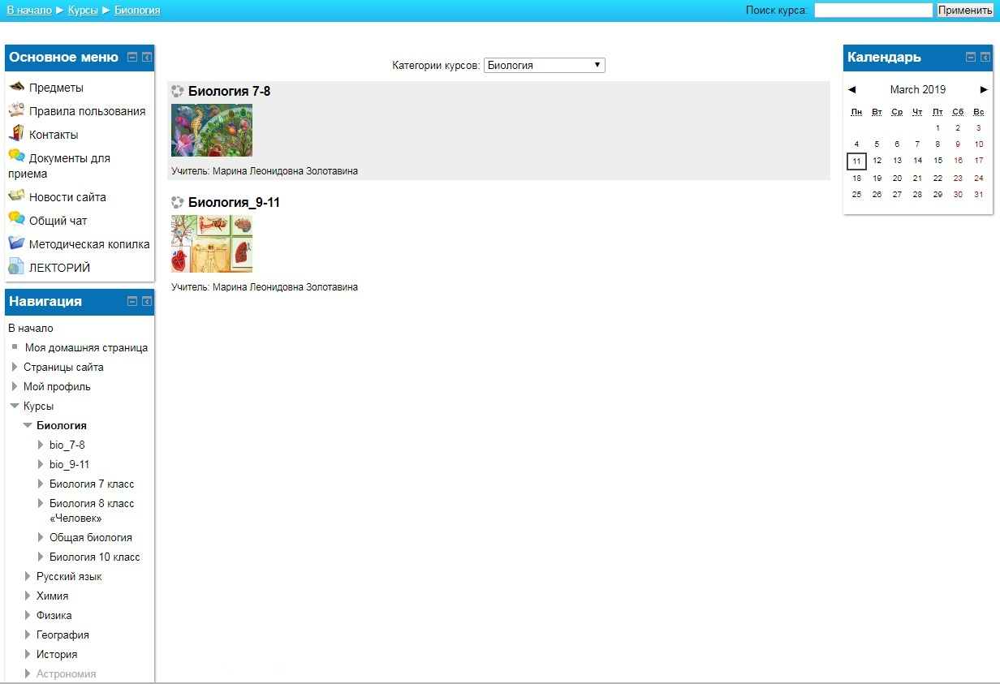 В начало ► Курсы ► Биология
Поиск курса:
Применить
Основное меню
Предметы
Правила пользования
Контакты
Документы для
приема
Новости сайта
Общий чат
Методическая копилка
ЛЕКТОРИЙ
Навигация
В начало
Моя домашняя страница
Страницы сайта
Мой профиль
Курсы
Биология
bio_7-8
bio_9-11
Биология 7 класс
Биология 8 класс
«Человек»
Общая биология
Биология 10 класс
Русский язык
Химия
Физика
География
История
Астрономия
Категории курсов: Биология
Биология 7-8
Учитель: Марина Леонидовна Золотавина
Биология_9-11
Учитель: Марина Леонидовна Золотавина
Календарь
◄ March 2019 ►
Пн Вт Ср Чт Пт Сб Вс
1 2 3
4 5 6 7 8 9 10
11 12 13 14 15 16 17
18 19 20 21 22 23 24
25 26 27 28 29 30 31